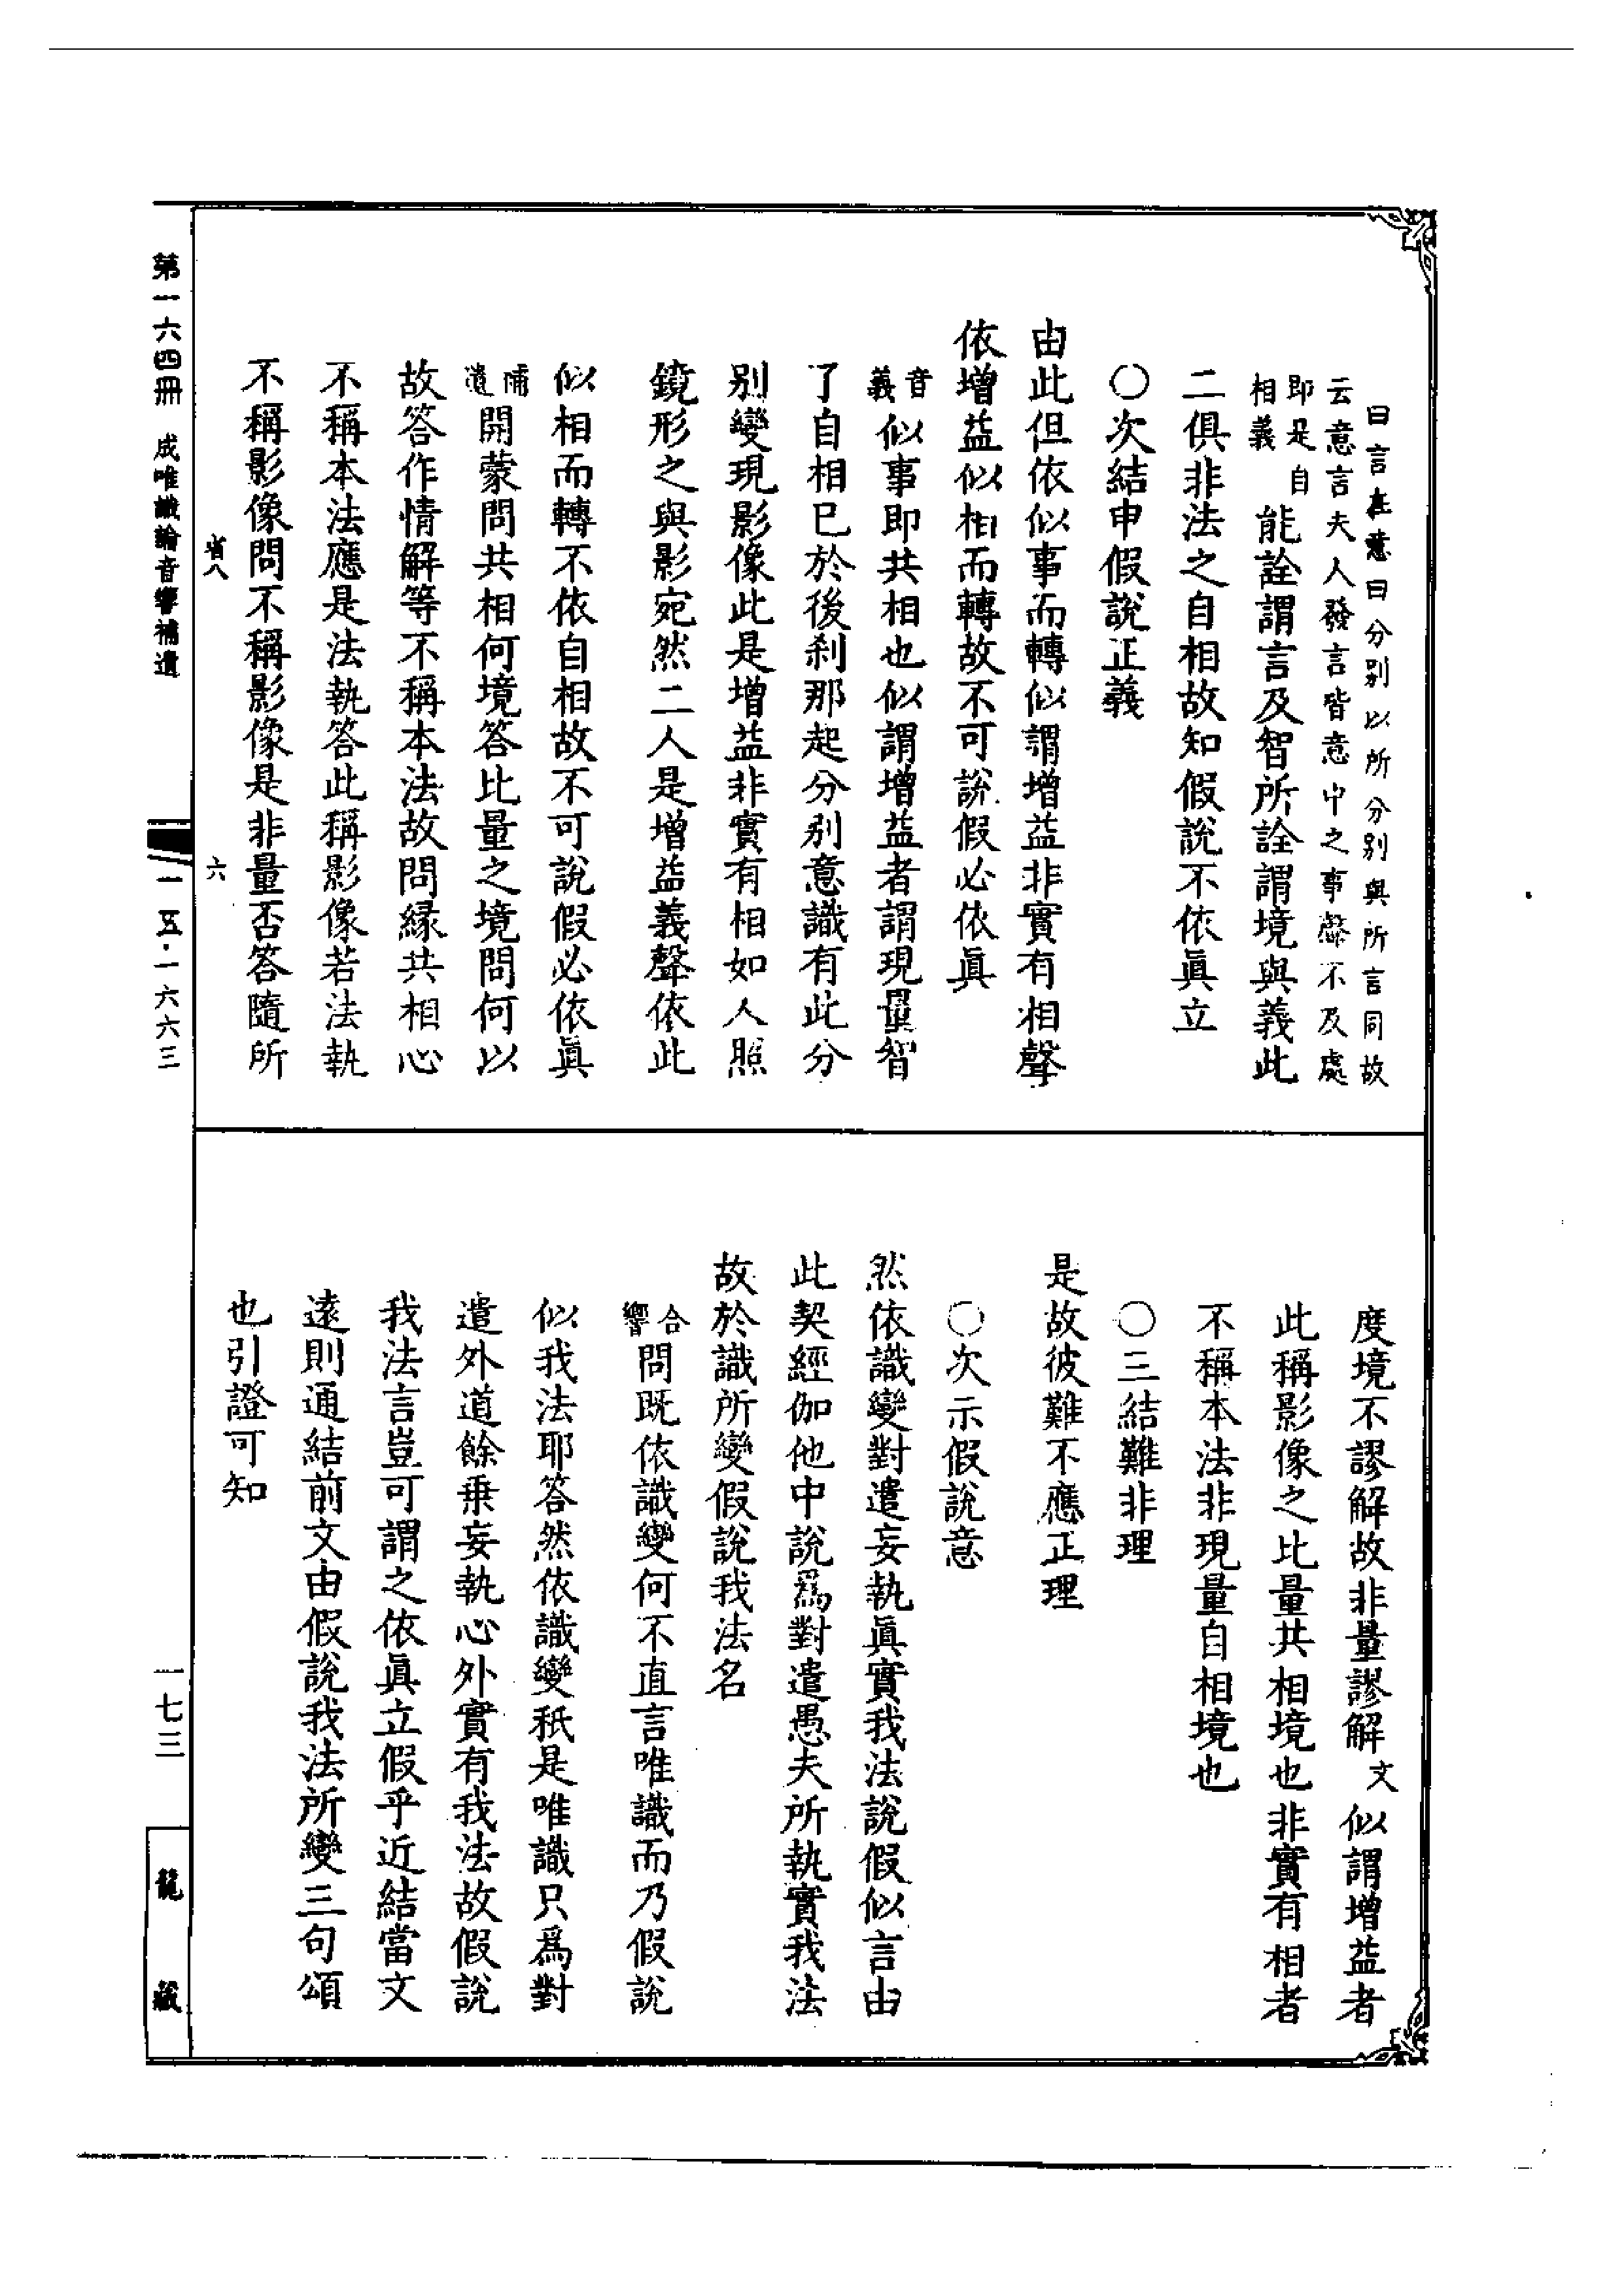 曰言在意曰分别以所分别與所言同故
云意言夫人發言皆意中之事聲不及處
即是自
相義
能詮謂言及智所詮謂境與義此
二俱非法之自相故知假說不依眞立
〇次結申假說正義
由此但依似事而轉似謂增益非實有相聲
依增益似相而轉故不可說假必依眞
音
義
似事即共相也似謂增益者謂現量智
了自相已於後刹那起分别意識有此分
别變現影像此是增益非實有相如人照
鏡形之與影宛然二人是增益義聲依此
似相而轉不依自相故不可說假必依眞
補
遺
開蒙問共相何境答比量之境問何以
故答作情解等不稱本法故問緣共相心
不稱本法應是法執答此稱影像若法執
不稱影像問不稱影像是非量否答隨所
省八
六
度境不謬解故非量謬解文似謂增益者
此稱影像之比量共相境也非實有相者
不稱本法非現量自相境也
〇三結難非理
是故彼難不應正理
〇次示假說意
然依識變對遣妄執眞實我法說假似言由
此契經伽他中說爲對遣愚夫所執實我法
故於識所變假說我法名
合
響
問既依識變何不直言唯識而乃假說
似我法耶答然依識變秖是唯識只爲對
遣外道餘乘妄執心外實有我法故假說
我法言豈可謂之依眞立假乎近結當文
遠則通結前文由假說我法所變三句頌
也引證可知
第一六四冊 成唯識論音響補遺
一一五·一六六三
一七三
龍藏